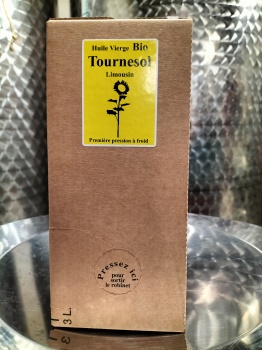 Huile Vierge Bio
Tournesol
Limousin
Première pression à froid
Pressez ici
pour
sortir
le robinet
3 L